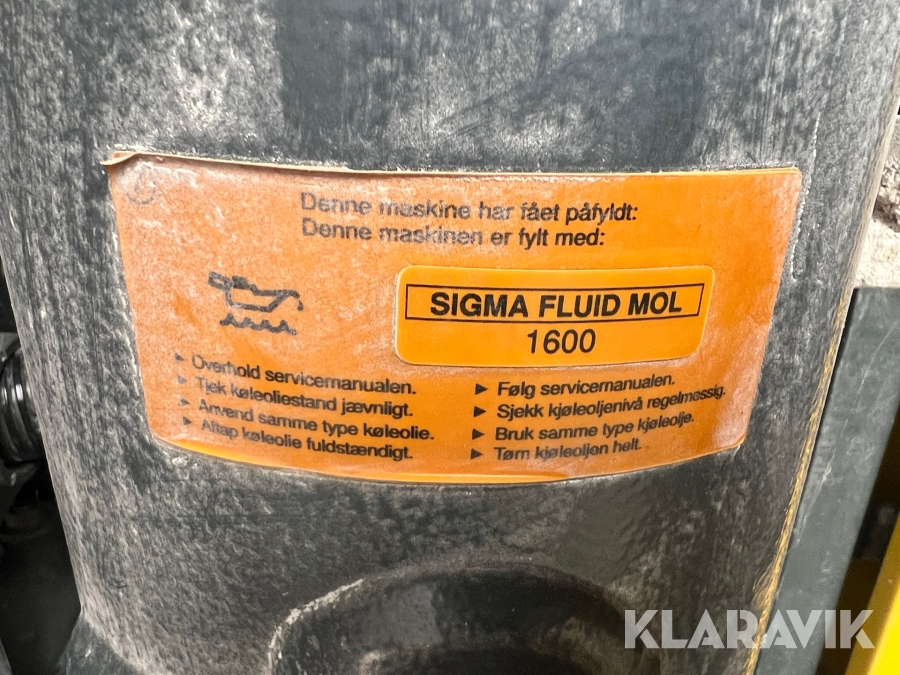 Denne maskine har fået påfyldt:
Denne maskinen er fylt med:
SIGMA FLUID MOL
1600
▸ Overhold servicemanualen.
▸ Tjek køleoliestand jævnligt.
▸ Anvend samme type køleolie.
▸ Aftap køleolie fuldstændigt.
▸ Følg servicemanualen.
▸ Sjekk kjøleoljenivå regelmessig.
▸ Bruk samme type kjøleolje.
▸ Tøm kjøleoljen helt.
KLARAVIK